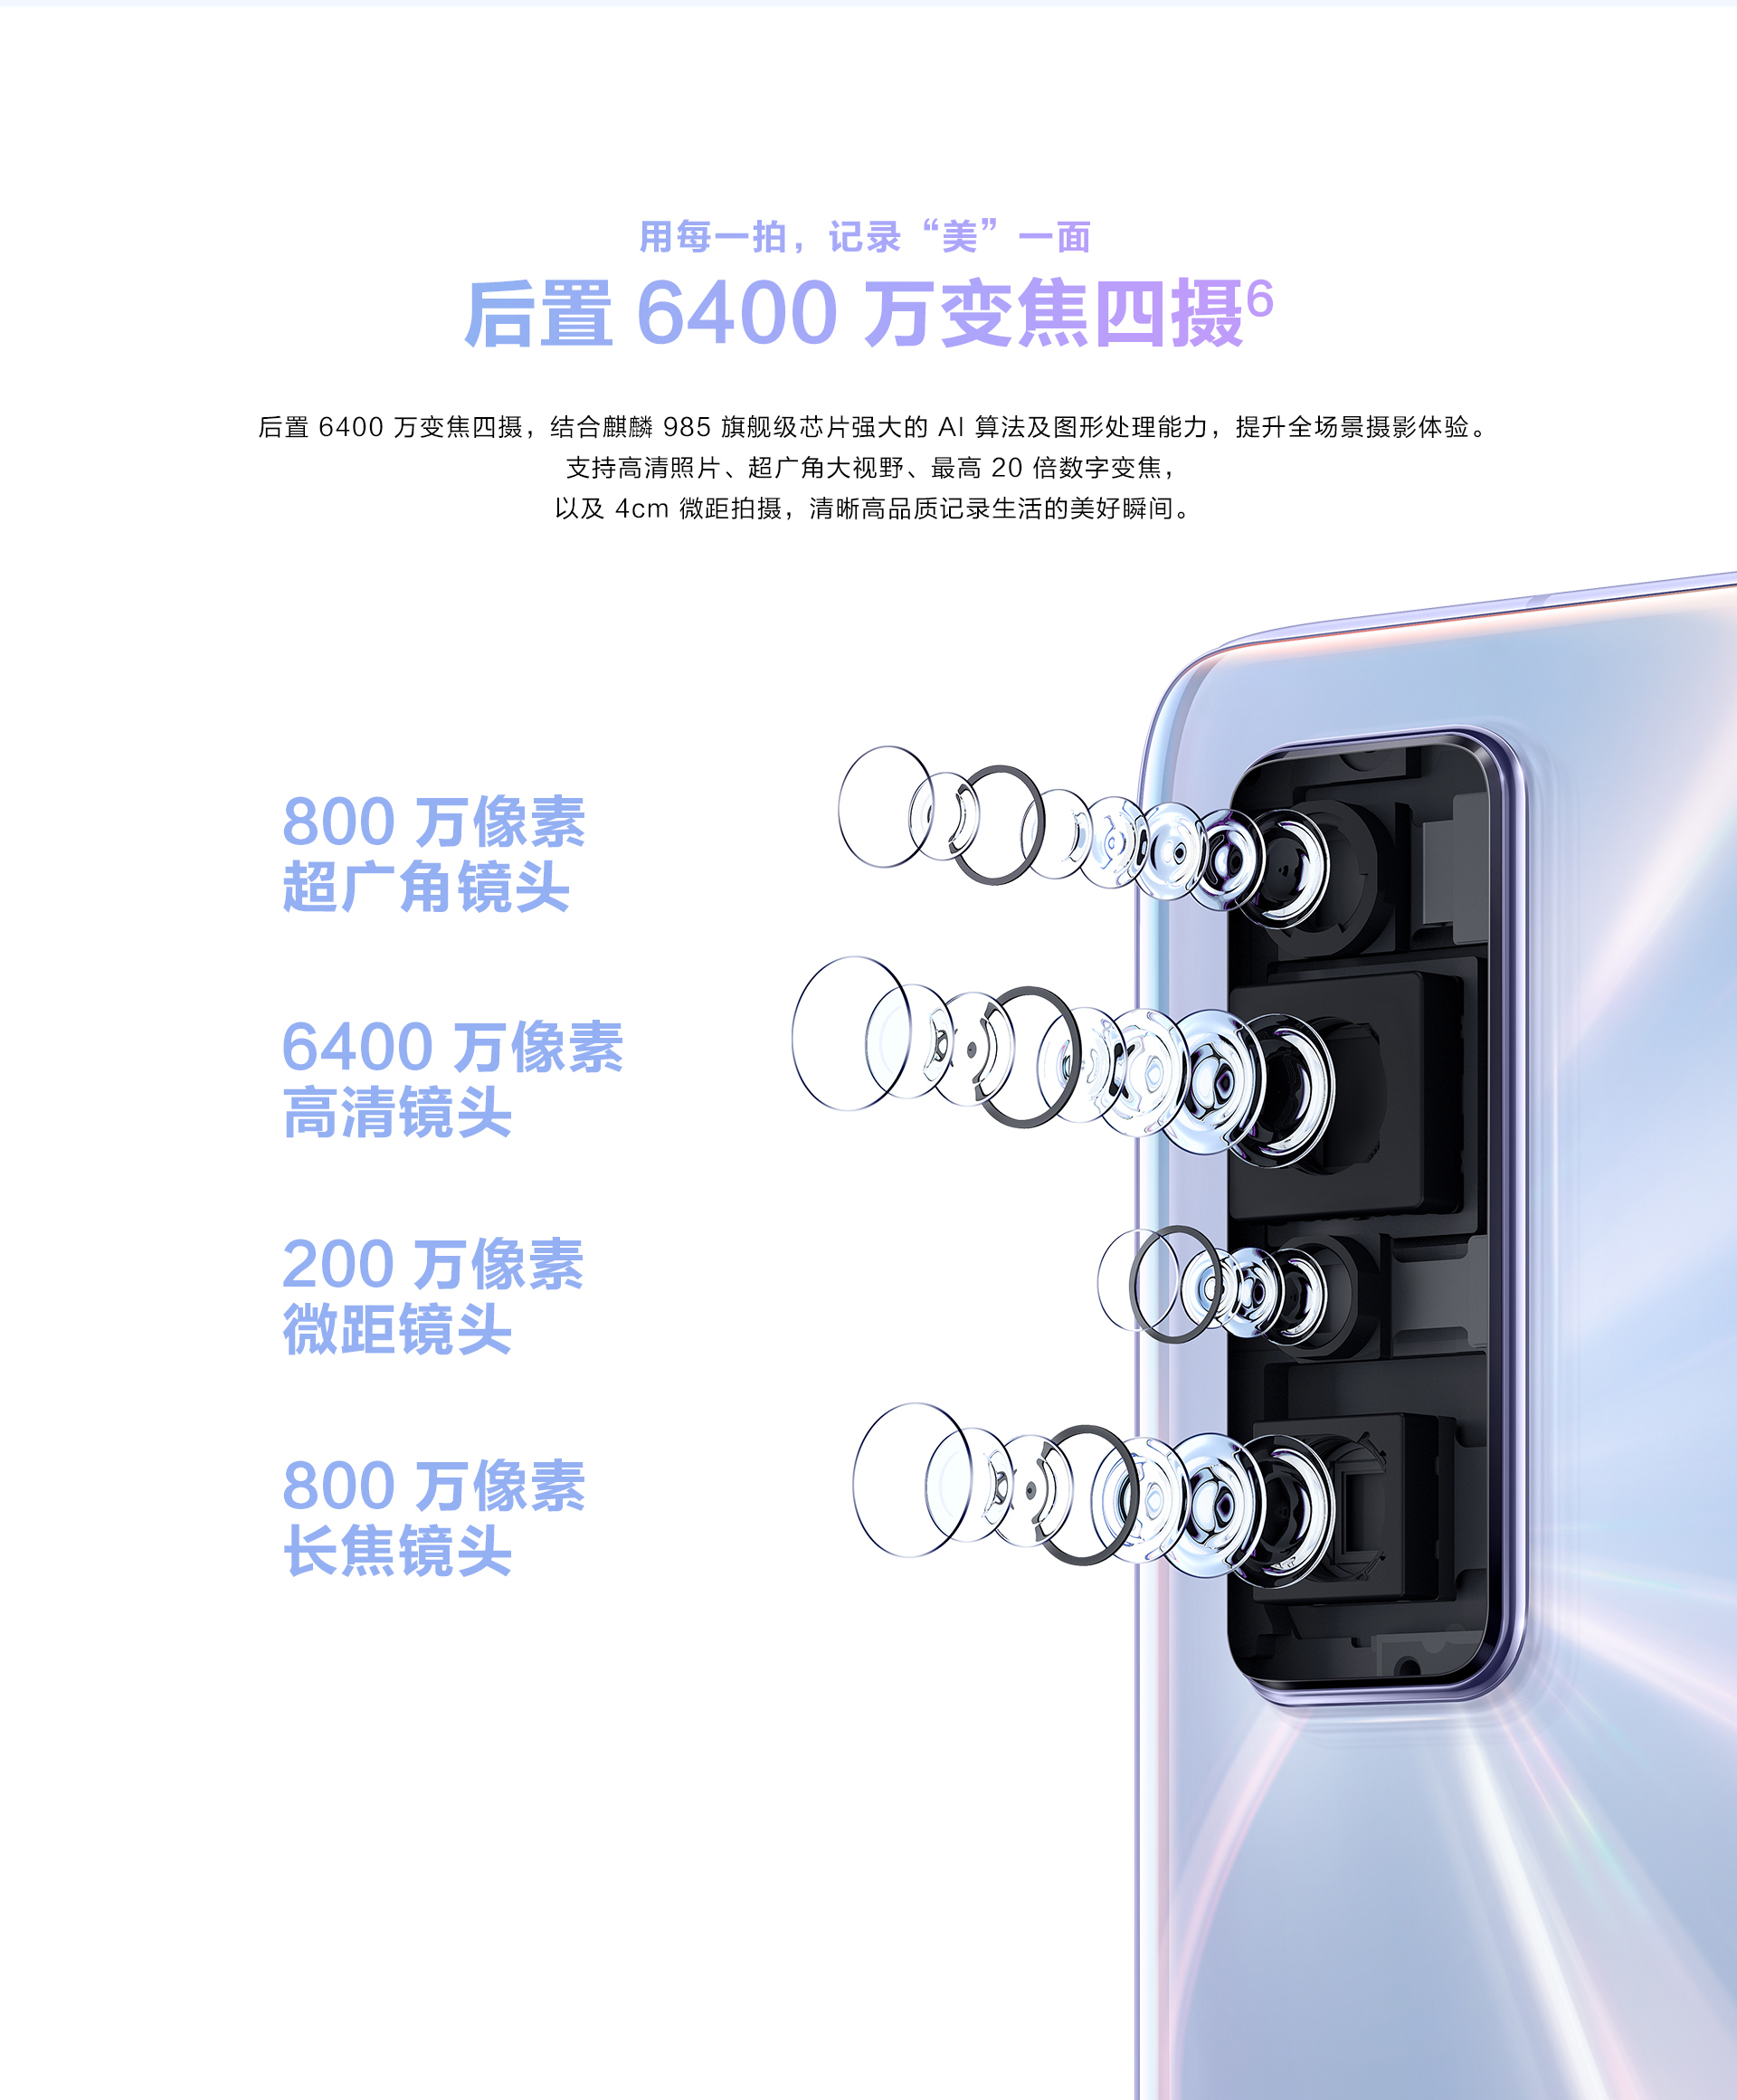 用每一拍，记录“美”一面
后置 6400 万变焦四摄6
后置 6400 万变焦四摄，结合麒麟 985 旗舰级芯片强大的 AI 算法及图形处理能力，提升全场景摄影体验。
支持高清照片、超广角大视野、最高 20 倍数字变焦，
以及 4cm 微距拍摄，清晰高品质记录生活的美好瞬间。
800 万像素
超广角镜头
6400 万像素
高清镜头
200 万像素
微距镜头
800 万像素
长焦镜头